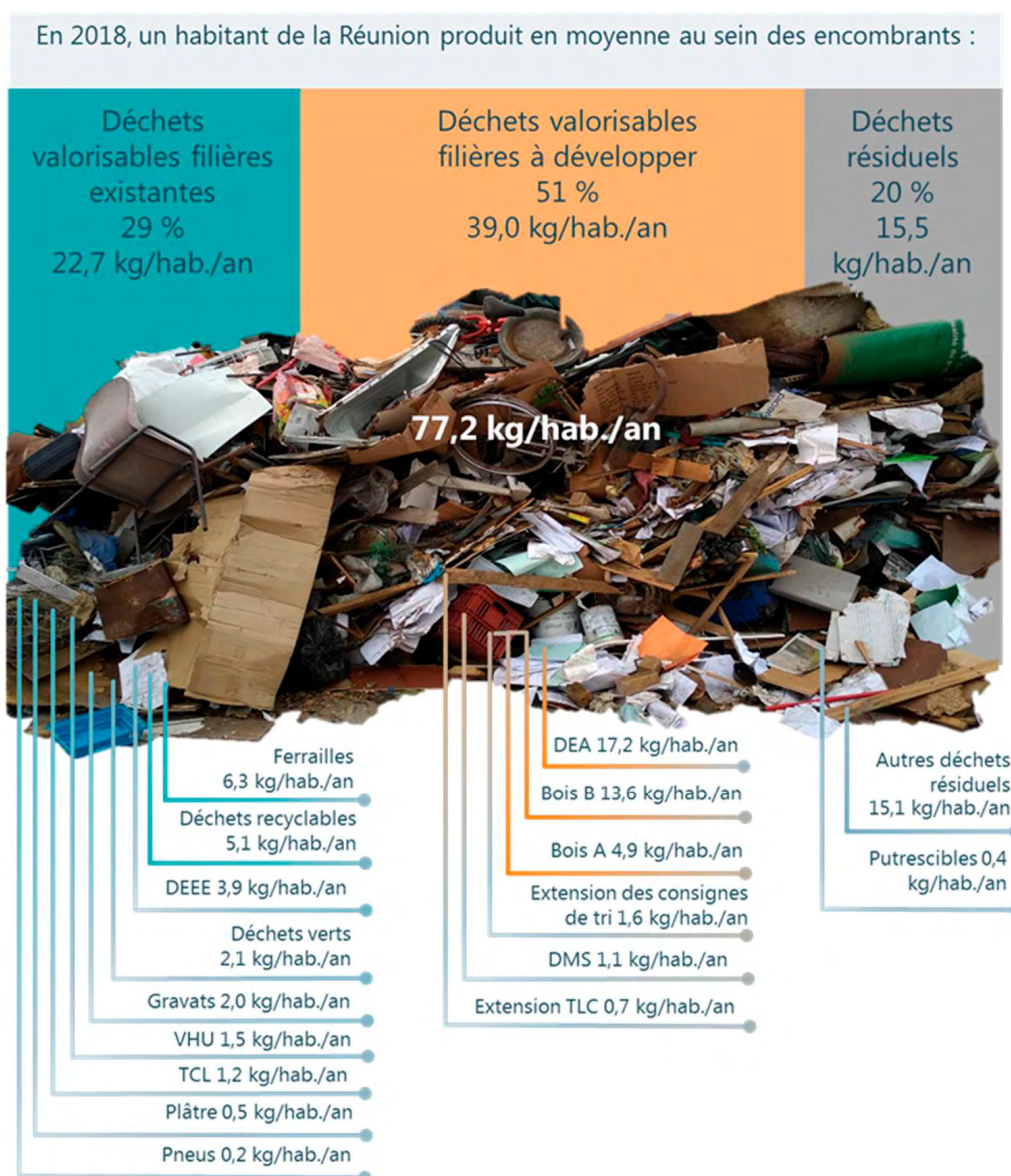 En 2018, un habitant de la Réunion produit en moyenne au sein des encombrants :
Déchets
valorisables filières
existantes
29 %
22,7 kg/hab./an
Déchets valorisables
filières à développer
51 %
39,0 kg/hab./an
Déchets
résiduels
20 %
15,5
kg/hab./an
77,2 kg/hab./an
Ferrailles
6,3 kg/hab./an
Déchets recyclables
5,1 kg/hab./an
DEEE 3,9 kg/hab./an
Déchets verts
2,1 kg/hab./an
Gravats 2,0 kg/hab./an
VHU 1,5 kg/hab./an
TCL 1,2 kg/hab./an
Plâtre 0,5 kg/hab./an
Pneus 0,2 kg/hab./an
DEA 17,2 kg/hab./an
Bois B 13,6 kg/hab./an
Bois A 4,9 kg/hab./an
Extension des consignes
de tri 1,6 kg/hab./an
DMS 1,1 kg/hab./an
Extension TLC 0,7 kg/hab./an
Autres déchets
résiduels
15,1 kg/hab./an
Putrescibles 0,4
kg/hab./an